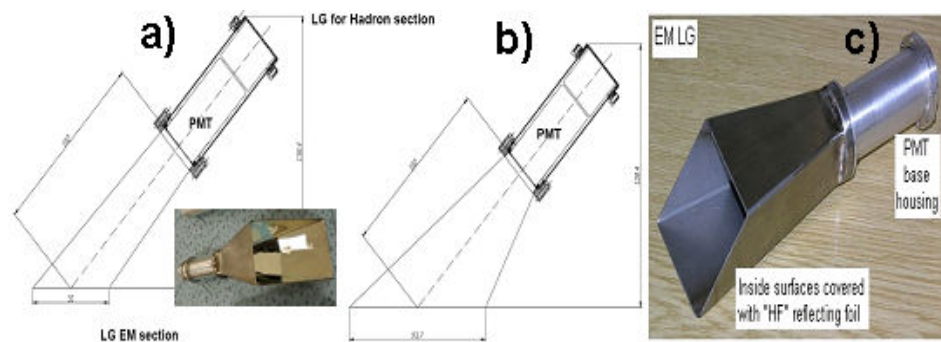 a)
LG for Hadron section
b)
EM LG
c)
PMT
PMT
PMT
base
housing
Inside surfaces covered
with "HF" reflecting foil
LG EM section